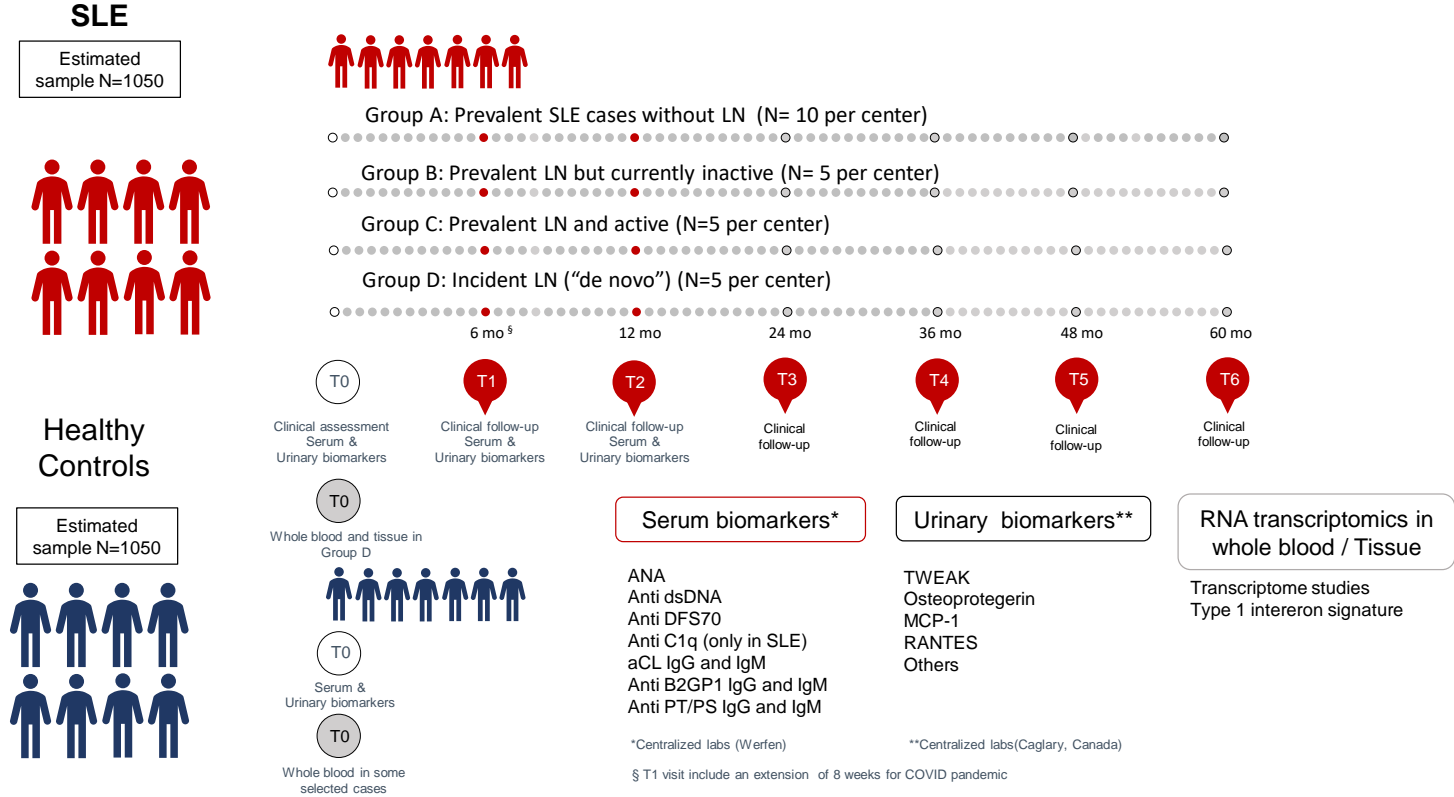 SLE
Estimated
sample N=1050
Group A: Prevalent SLE cases without LN (N= 10 per center)
Group B: Prevalent LN but currently inactive (N= 5 per center)
Group C: Prevalent LN and active (N=5 per center)
Group D: Incident LN (“de novo”) (N=5 per center)
6 mo §
12 mo
24 mo
36 mo
48 mo
60 mo
T0
T1
T2
T3
T4
T5
T6
Clinical assessment
Serum &
Urinary biomarkers
Clinical follow-up
Serum &
Urinary biomarkers
Clinical follow-up
Serum &
Urinary biomarkers
Clinical
follow-up
Clinical
follow-up
Clinical
follow-up
Clinical
follow-up
T0
Whole blood and tissue in
Group D
Healthy
Controls
Estimated
sample N=1050
T0
Serum &
Urinary biomarkers
T0
Whole blood in some
selected cases
Serum biomarkers*
ANA
Anti dsDNA
Anti DFS70
Anti C1q (only in SLE)
aCL IgG and IgM
Anti B2GP1 IgG and IgM
Anti PT/PS IgG and IgM
*Centralized labs (Werfen)
Urinary biomarkers**
TWEAK
Osteoprotegerin
MCP-1
RANTES
Others
**Centralized labs(Caglary, Canada)
RNA transcriptomics in
whole blood / Tissue
Transcriptome studies
Type 1 intereron signature
§ T1 visit include an extension of 8 weeks for COVID pandemic